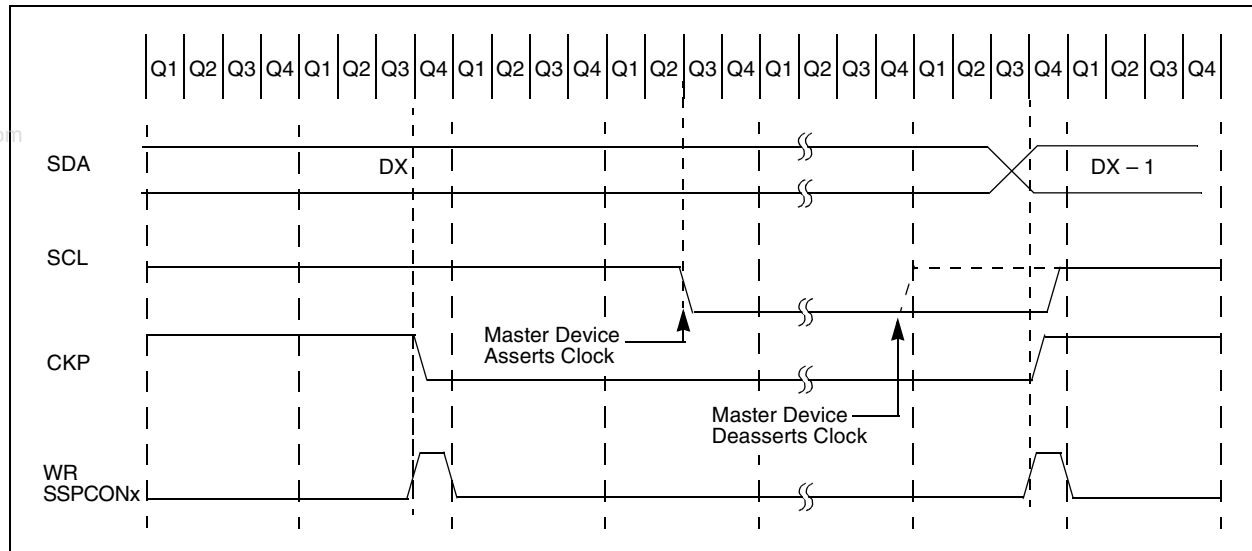 Q1 Q2 Q3 Q4 Q1 Q2 Q3 Q4 Q1 Q2 Q3 Q4 Q1 Q2 Q3 Q4 Q1 Q2 Q3 Q4 Q1 Q2 Q3 Q4 Q1 Q2 Q3 Q4
om
SDA
DX
DX – 1
SCL
Master Device
Asserts Clock
CKP
Master Device
Deasserts Clock
WR
SSPCONx